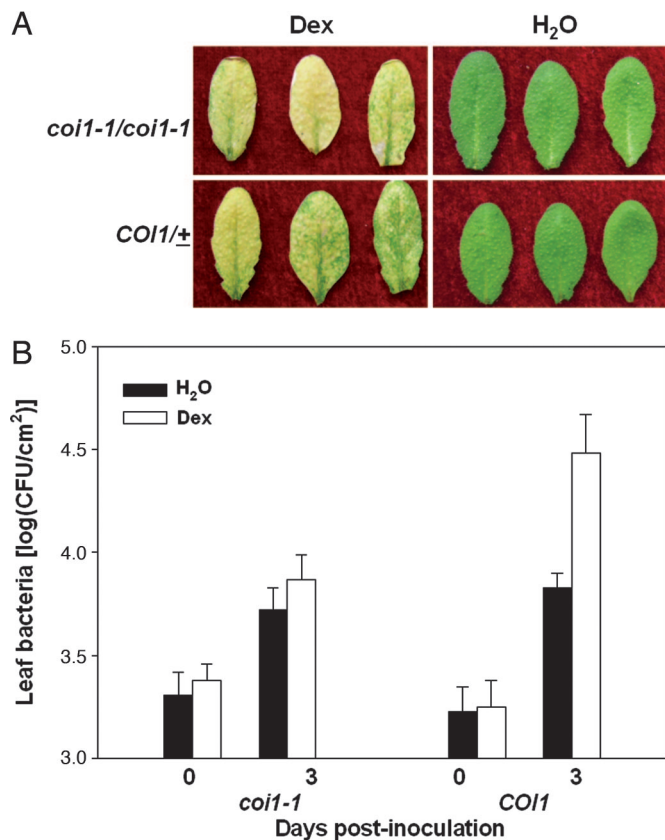 A
Dex
H₂O
coi1-1/coi1-1
COI1/±
B
5.0
4.5
4.0
3.5
3.0
Leaf bacteria [log(CFU/cm²)]
H₂O
Dex
0
3
0
3
coi1-1
COI1
Days post-inoculation